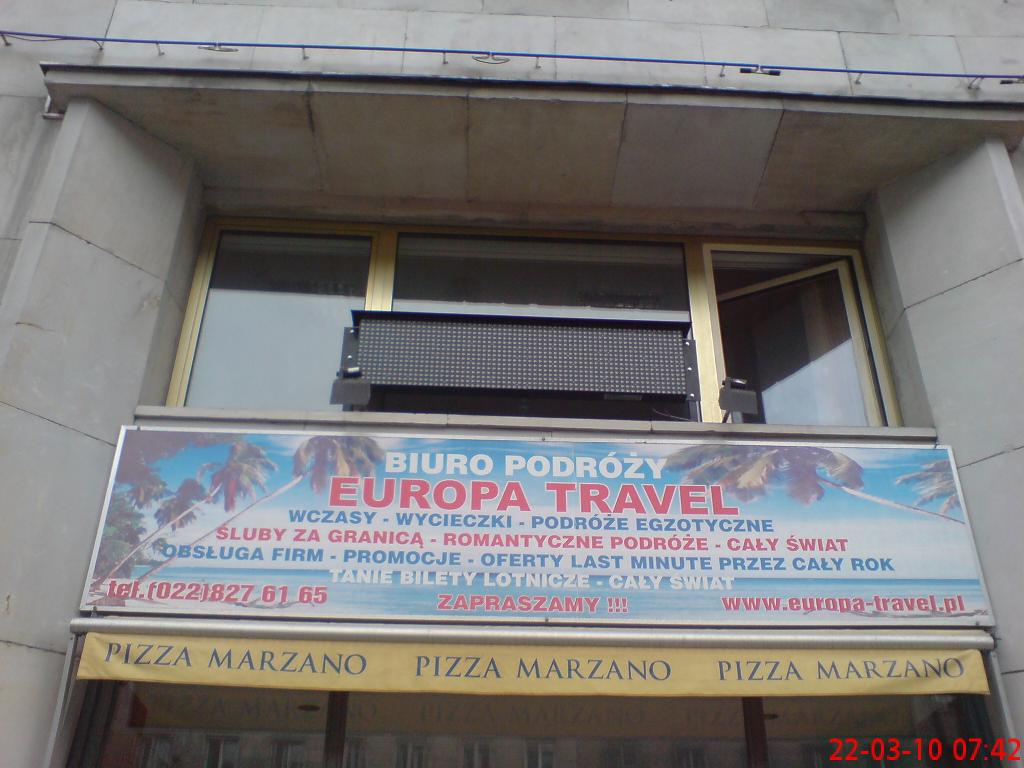 BIURO PODRÓŻY
EUROPA TRAVEL
WCZASY - WYCIECZKI - PODRÓŻE EGZOTYCZNE
ŚLUBY ZA GRANICĄ - ROMANTYCZNE PODRÓŻE - CAŁY ŚWIAT
OBSŁUGA FIRM - PROMOCJE - OFERTY LAST MINUTE PRZEZ CAŁY ROK
TANIE BILETY LOTNICZE - CAŁY ŚWIAT
tel.(022)827 61 65 ZAPRASZAMY !!! www.europa-travel.pl
PIZZA MARZANO PIZZA MARZANO PIZZA MARZANO
22-03-10 07:42